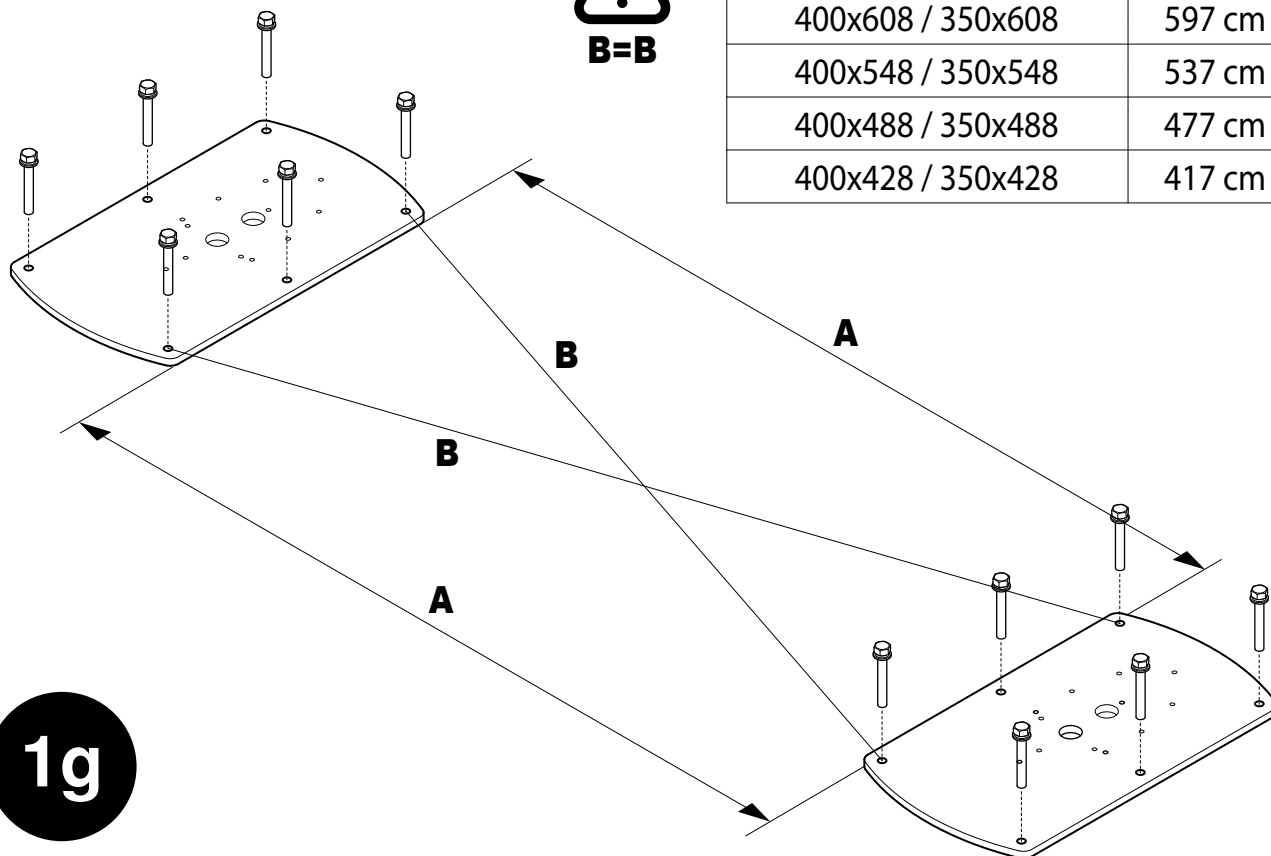 B=B
400x608 / 350x608 597 cm
400x548 / 350x548 537 cm
400x488 / 350x488 477 cm
400x428 / 350x428 417 cm
A
B
B
A
1g